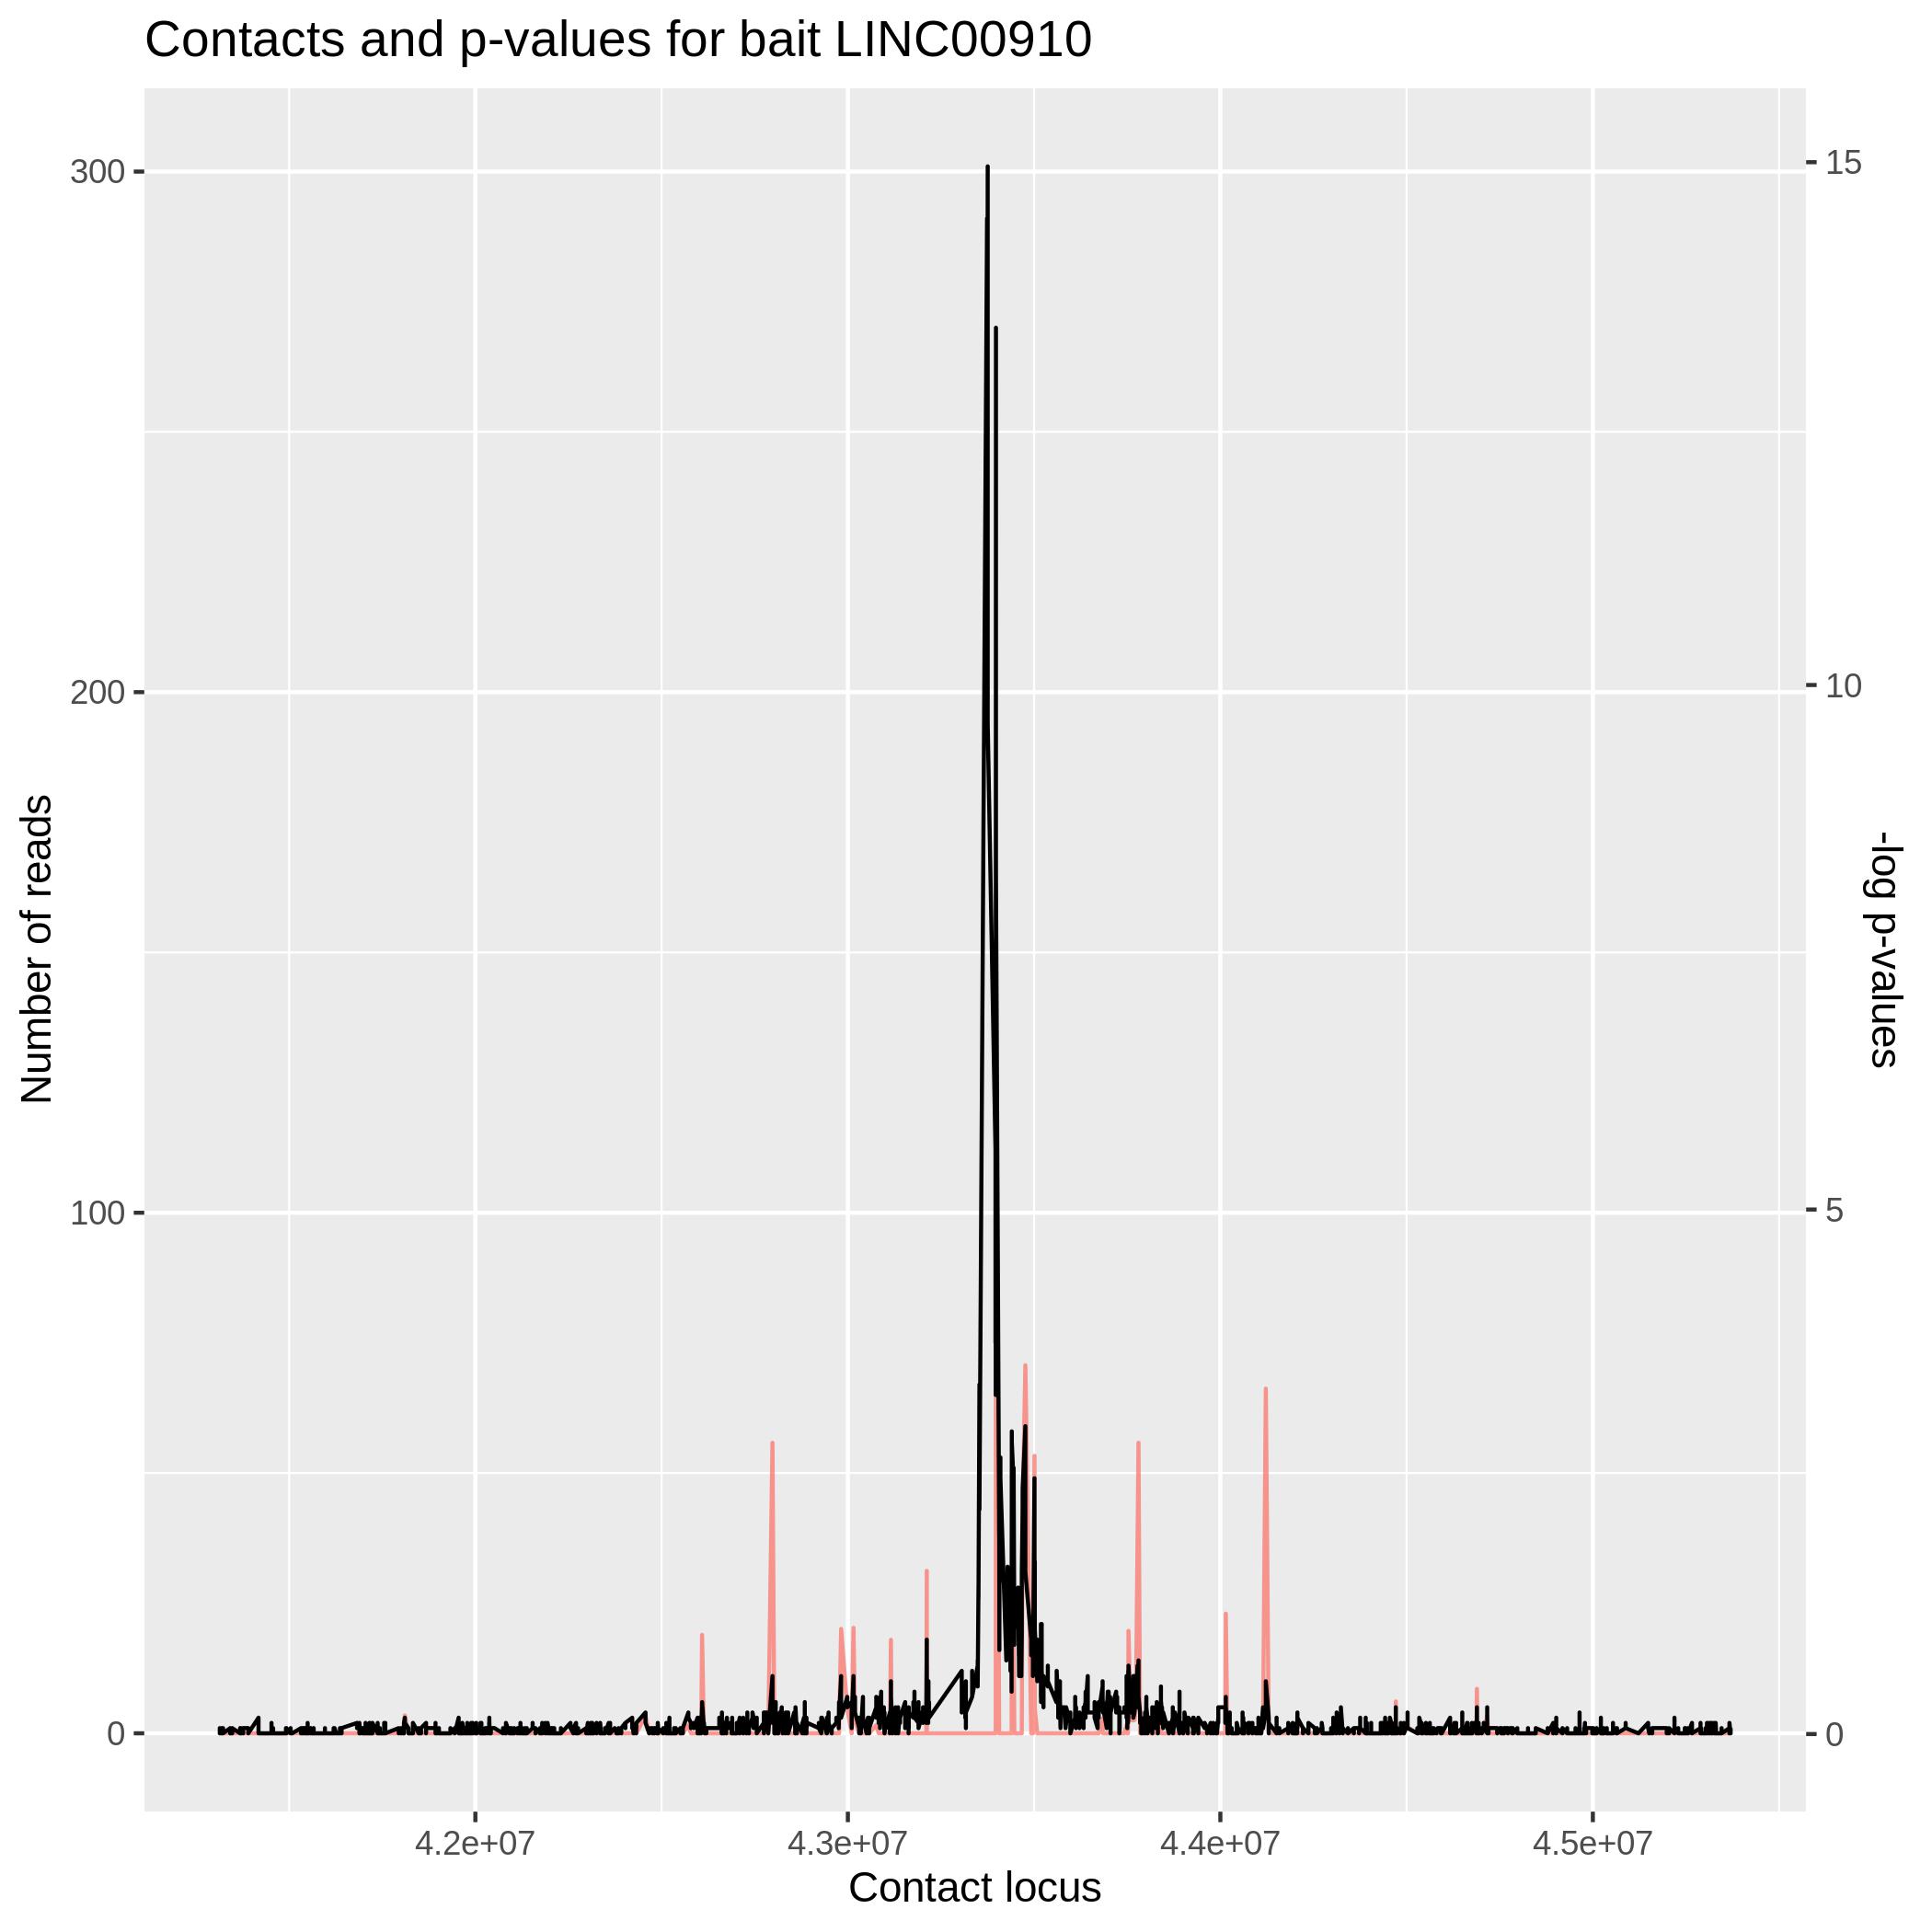 Contacts and p-values for bait LINC00910
300
200
100
0
15
10
5
0
Number of reads
-log p-values
4.2e+07
4.3e+07
4.4e+07
4.5e+07
Contact locus